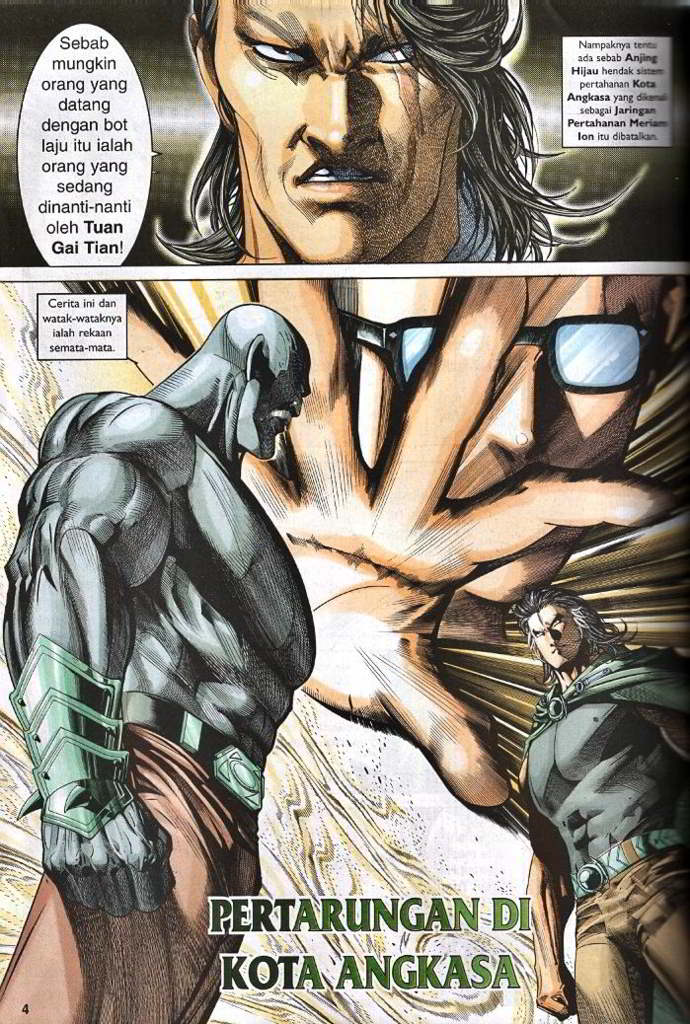 Sebab
mungkin
orang yang
datang
dengan bot
laju itu ialah
orang yang
sedang
dinanti-nanti
oleh Tuan
Gai Tian!
Nampaknya tentu
ada sebab Anjing
Hijau hendak sistem
pertahanan Kota
Angkasa yang dikenali
sebagai Jaringan
Pertahanan Meriam
Ion itu dibatalkan.
Cerita ini dan
watak-wataknya
ialah rekaan
semata-mata.
PERTARUNGAN DI
KOTA ANGKASA
4